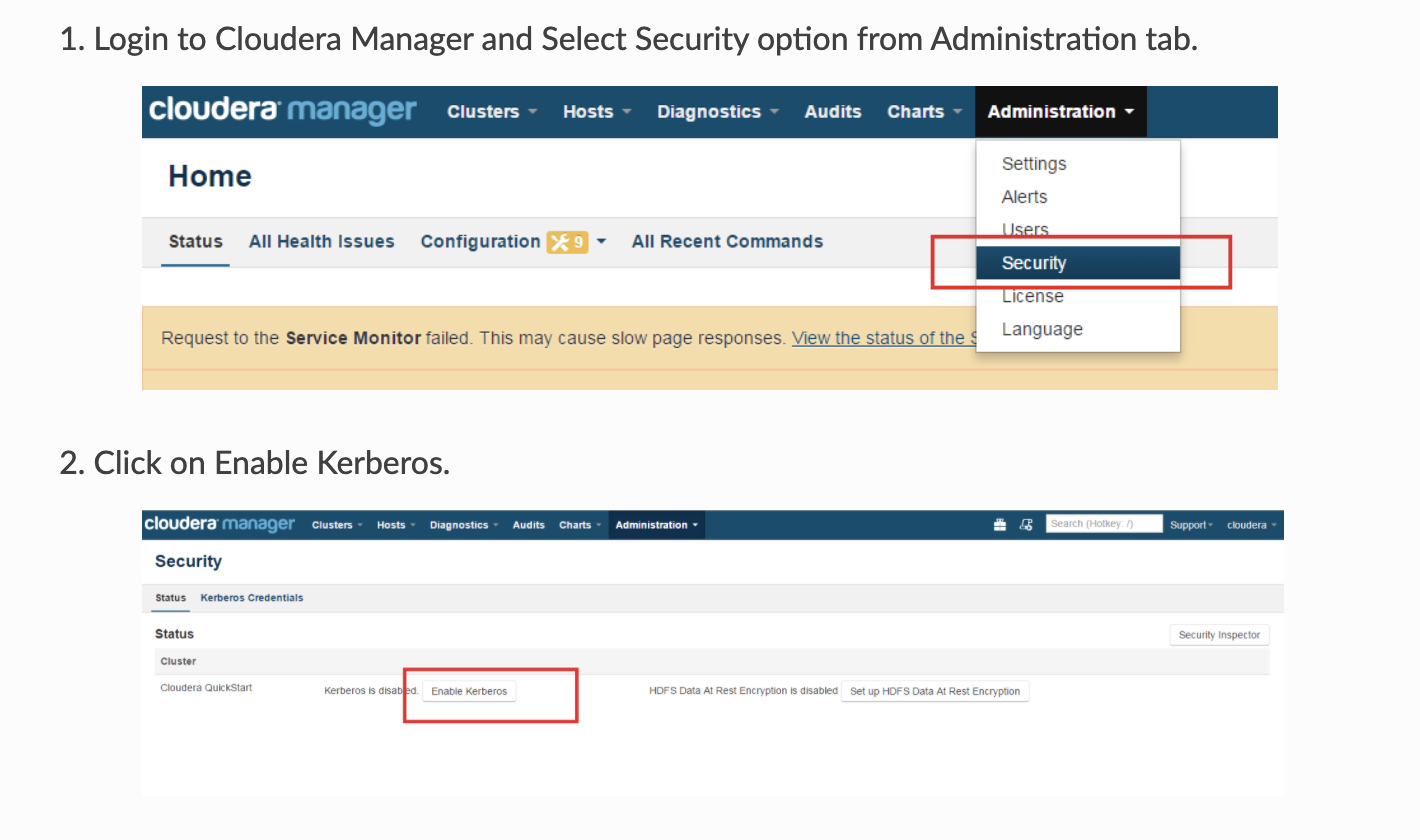 1. Login to Cloudera Manager and Select Security option from Administration tab.
cloudera manager Clusters Hosts Diagnostics Audits Charts Administration
Home
Settings
Alerts
Users
Status All Health Issues Configuration 9 All Recent Commands
Security
License
Language
Request to the Service Monitor failed. This may cause slow page responses. View the status of the
2. Click on Enable Kerberos.
cloudera manager Clusters Hosts Diagnostics Audits Charts Administration Search (Hotkey: /) Support cloudera
Security
Status Kerberos Credentials
Status Security Inspector
Cluster
Cloudera QuickStart Kerberos is disabled. Enable Kerberos HDFS Data At Rest Encryption is disabled Set up HDFS Data At Rest Encryption